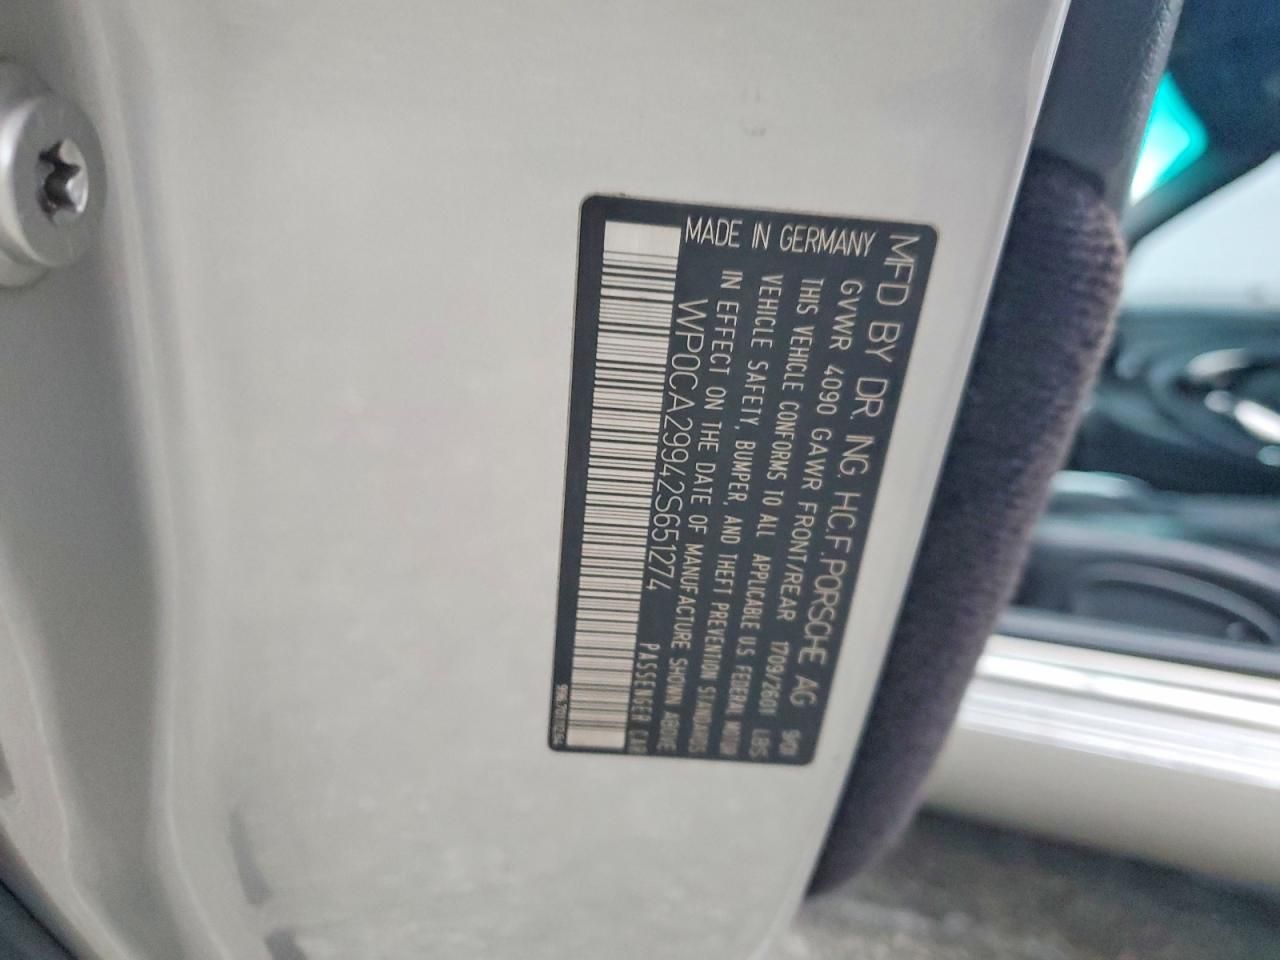 MFD BY DR. ING. H.C.F. PORSCHE AG 9/01
GVWR 4090 GAWR FRONT/REAR 1709/2601 LBS
THIS VEHICLE CONFORMS TO ALL APPLICABLE U.S. FEDERAL MOTOR
VEHICLE SAFETY, BUMPER, AND THEFT PREVENTION STANDARDS
IN EFFECT ON THE DATE OF MANUFACTURE SHOWN ABOVE
MADE IN GERMANY WP0CA29942S651274 PASSENGER CAR